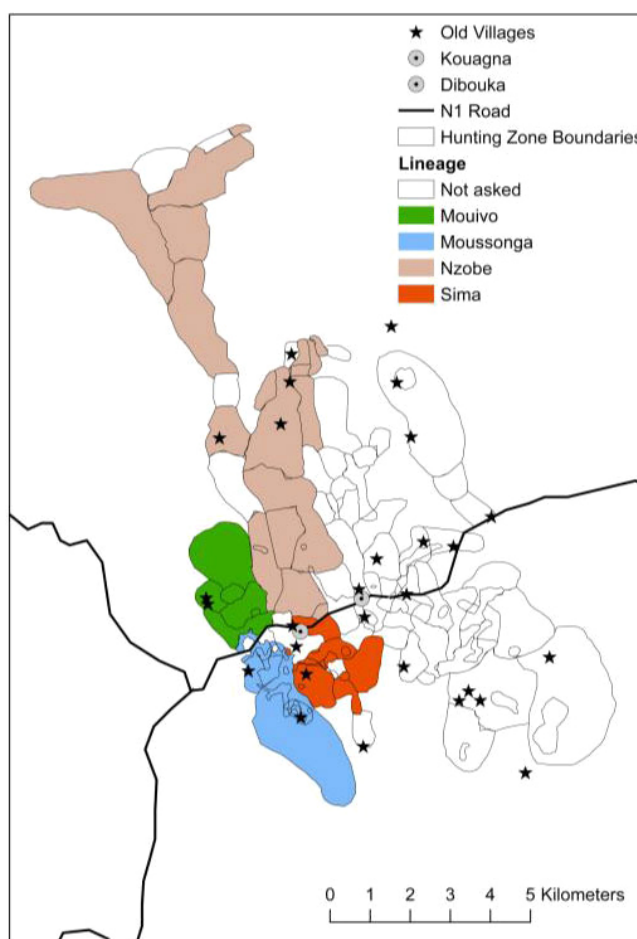 Old Villages
Kouagna
Dibouka
N1 Road
Hunting Zone Boundaries
Lineage
Not asked
Mouivo
Moussonga
Nzobe
Sima
0 1 2 3 4 5 Kilometers